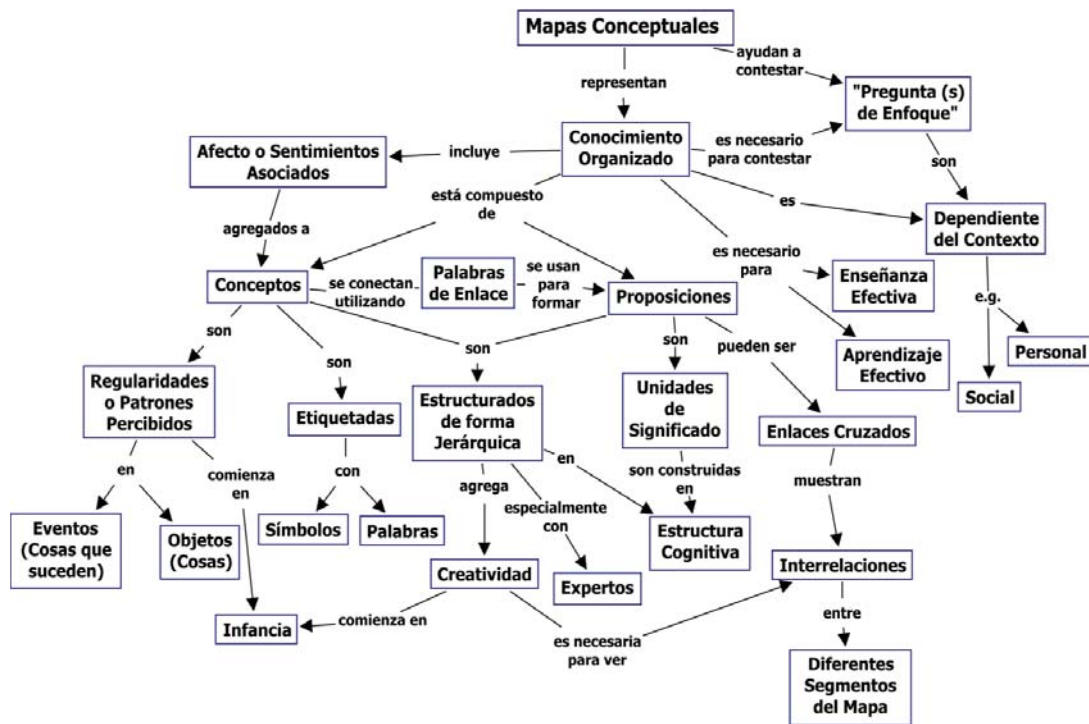 Mapas Conceptuales
ayudan a
contestar
representan
"Pregunta (s)
de Enfoque"
Conocimiento
Organizado
es necesario
para contestar
Afecto o Sentimientos
Asociados
incluye
son
está compuesto
de
es
Dependiente
del Contexto
agregados a
es necesario
para
Conceptos
se conectan
utilizando
Palabras
de Enlace
se usan
para
formar
Proposiciones
Enseñanza
Efectiva
e.g.
son
son
son
son
pueden ser
Aprendizaje
Efectivo
Personal
Social
Regularidades
o Patrones
Percibidos
Etiquetadas
Estructurados
de forma
Jerárquica
Unidades
de
Significado
Enlaces Cruzados
en
comienza
en
con
agrega
especialmente
con
en
son construidas
en
muestran
Eventos
(Cosas que
suceden)
Objetos
(Cosas)
Símbolos
Palabras
Estructura
Cognitiva
Creatividad
Expertos
Interrelaciones
Infancia
comienza en
es necesaria
para ver
entre
Diferentes
Segmentos
del Mapa